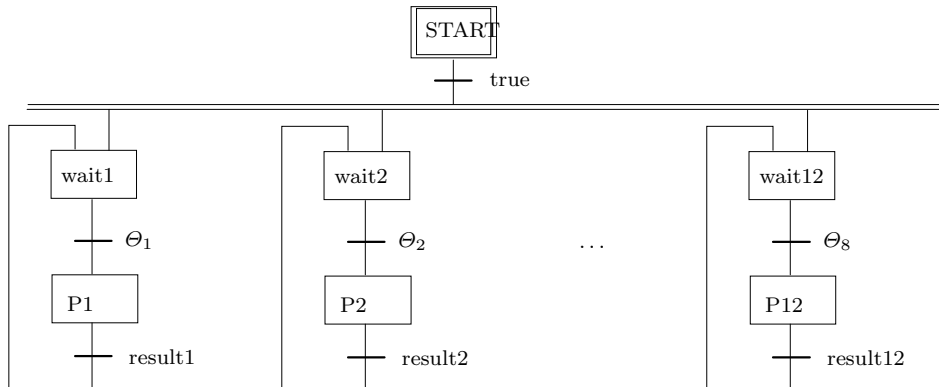 START
true
wait1 wait2 wait12
Θ1 Θ2 ... Θ8
P1 P2 P12
result1 result2 result12